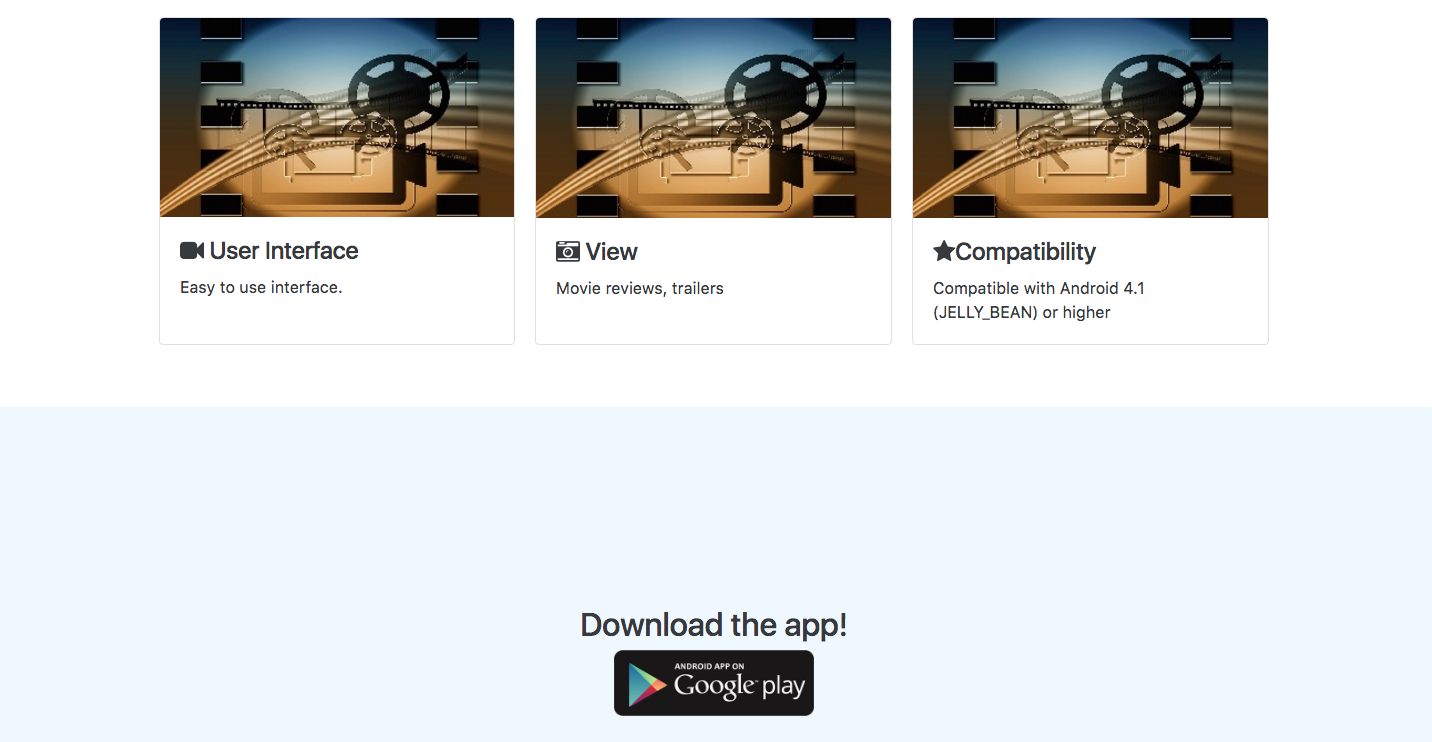 User Interface
Easy to use interface.
View
Movie reviews, trailers
Compatibility
Compatible with Android 4.1
(JELLY_BEAN) or higher
Download the app!
ANDROID APP ON
Google play